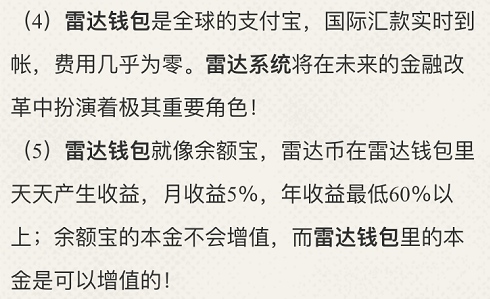 （4）雷达钱包是全球的支付宝，国际汇款实时到
帐，费用几乎为零。雷达系统将在未来的金融改
革中扮演着极其重要角色！
（5）雷达钱包就像余额宝，雷达币在雷达钱包里
天天产生收益，月收益5%，年收益最低60%以
上；余额宝的本金不会增值，而雷达钱包里的本
金是可以增值的！